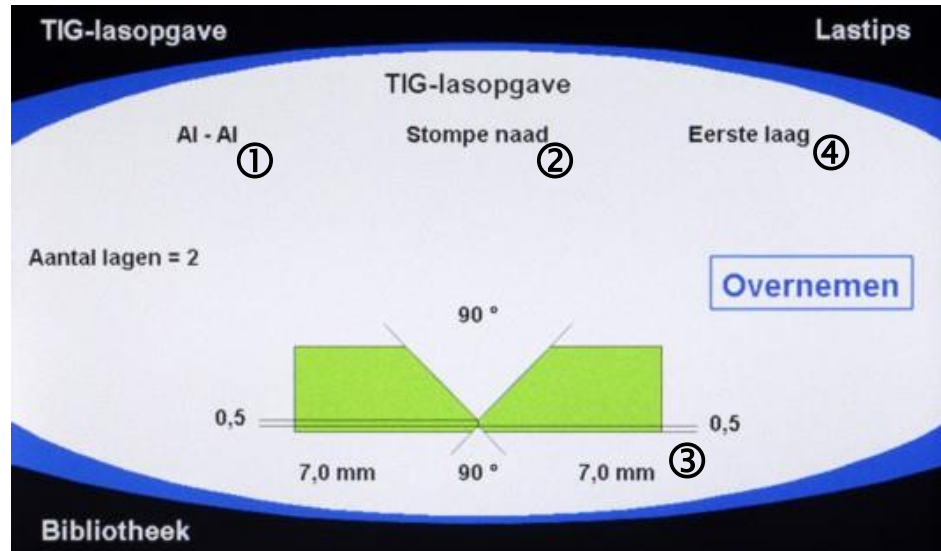 TIG-lasopgave
Lastips
TIG-lasopgave
Al - Al ①
Stompe naad ②
Eerste laag ④
Aantal lagen = 2
Overnemen
90 °
0,5
0,5
7,0 mm
90 °
7,0 mm ③
Bibliotheek